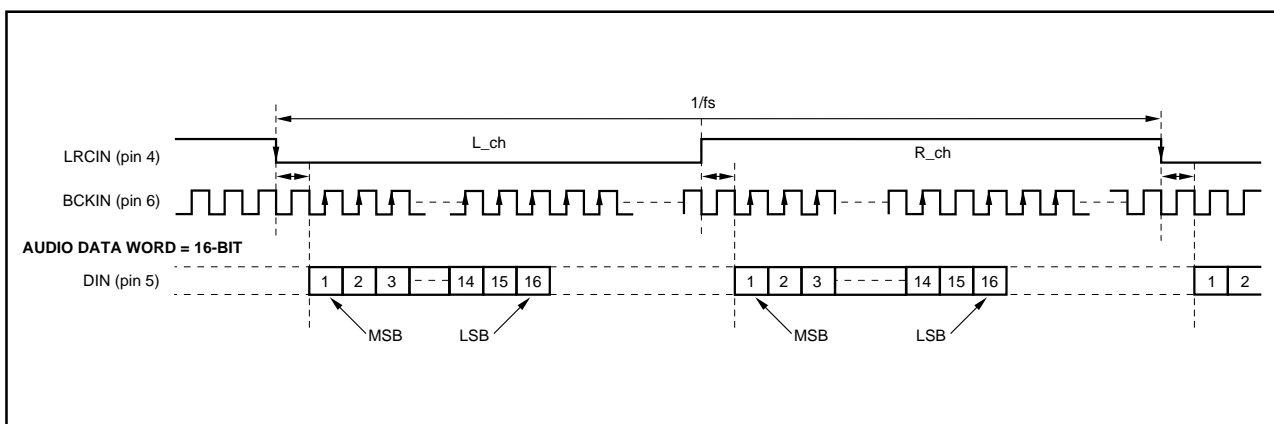 1/fs
L_ch
R_ch
LRCIN (pin 4)
BCKIN (pin 6)
AUDIO DATA WORD = 16-BIT
DIN (pin 5)
1 2 3 14 15 16 1 2 3 14 15 16 1 2
MSB LSB MSB LSB